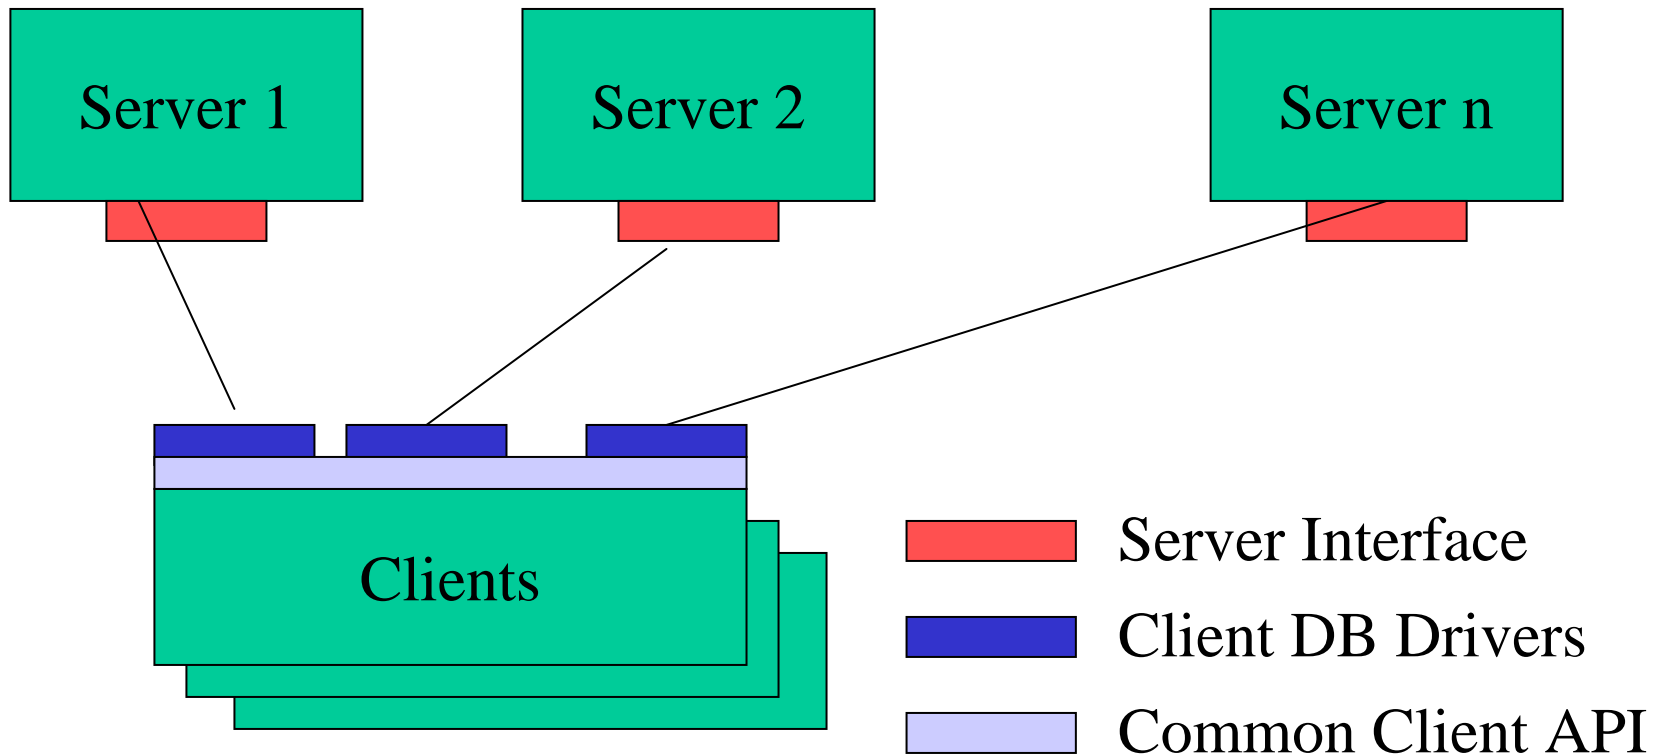 Server 1
Server 2
Server n
Clients
Server Interface
Client DB Drivers
Common Client API